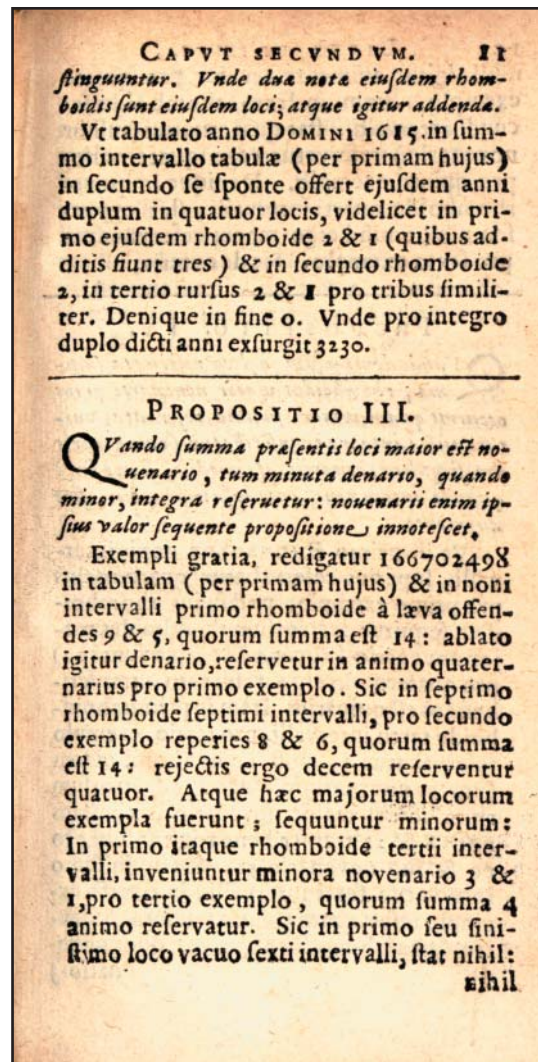 CAPVT SECVNDVM. 11
ſtinguuntur. Vnde duæ notæ eiuſdem rhom-
boidis ſunt eiuſdem loci; atque igitur addendæ.
Vt tabulato anno DOMINI 1615. in ſum-
mo intervallo tabulæ (per primam hujus)
in ſecundo ſe ſponte offert ejuſdem anni
duplum in quatuor locis, videlicet in pri-
mo ejuſdem rhomboide 2 & 1 (quibus ad-
ditis fiunt tres) & in ſecundo rhomboide
2, in tertio rurſus 2 & 1 pro tribus ſimili-
ter. Denique in fine 0. Vnde pro integro
duplo dicti anni exſurgit 3230.
PROPOSITIO III.
QVando ſumma præſentis loci maior eſt no-
uenario, tum minuta denario, quando
minor, integra reſeruetur: nouenarii enim ip-
ſius valor ſequente propoſitione innoteſcet.
Exempli gratia, redigatur 166702498
in tabulam (per primam hujus) & in noni
intervalli primo rhomboide à læva offen-
des 9 & 5, quorum ſumma eſt 14: ablato
igitur denario, reſervetur in animo quater-
narius pro primo exemplo. Sic in ſeptimo
rhomboide ſeptimi intervalli, pro ſecundo
exemplo reperies 8 & 6, quorum ſumma
eſt 14: rejectis ergo decem reſerventur
quatuor. Atque hæc majorum locorum
exempla fuerunt; ſequuntur minorum:
In primo itaque rhomboide tertii inter-
valli, inveniuntur minora novenario 3 &
1, pro tertio exemplo, quorum ſumma 4
animo reſervatur. Sic in primo ſeu ſini-
ſtimo loco vacuo ſexti intervalli, ſtat nihil:
nihil